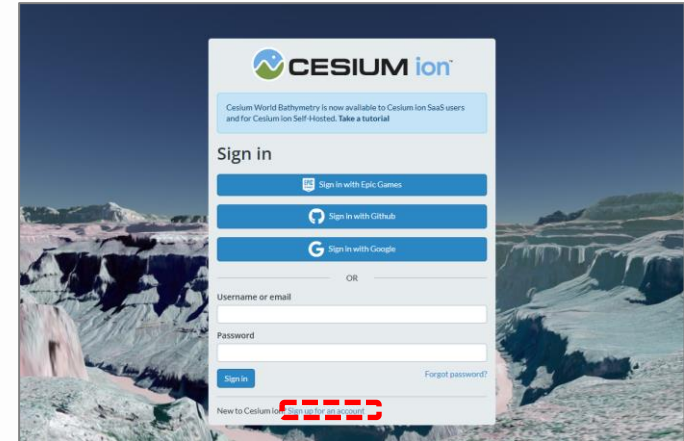 CESIUM ion™
Cesium World Bathymetry is now available to Cesium ion SaaS users
and for Cesium ion Self-Hosted. Take a tutorial
Sign in
EPIC Sign in with Epic Games
Sign in with Github
G Sign in with Google
OR
Username or email
Password
Sign in
Forgot password?
New to Cesium ion? Sign up for an account